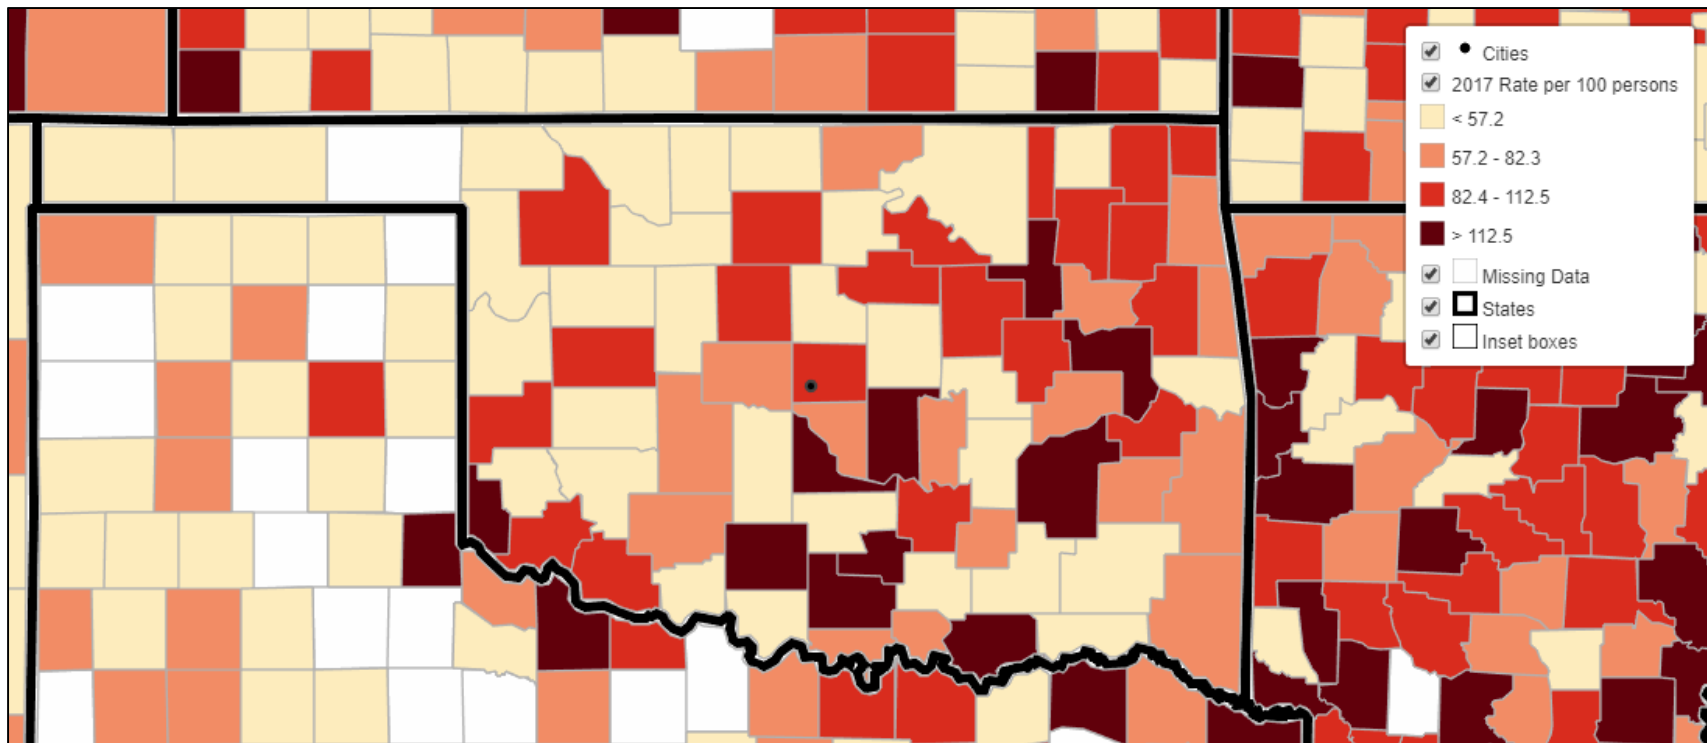 Cities
2017 Rate per 100 persons
< 57.2
57.2 - 82.3
82.4 - 112.5
> 112.5
Missing Data
States
Inset boxes